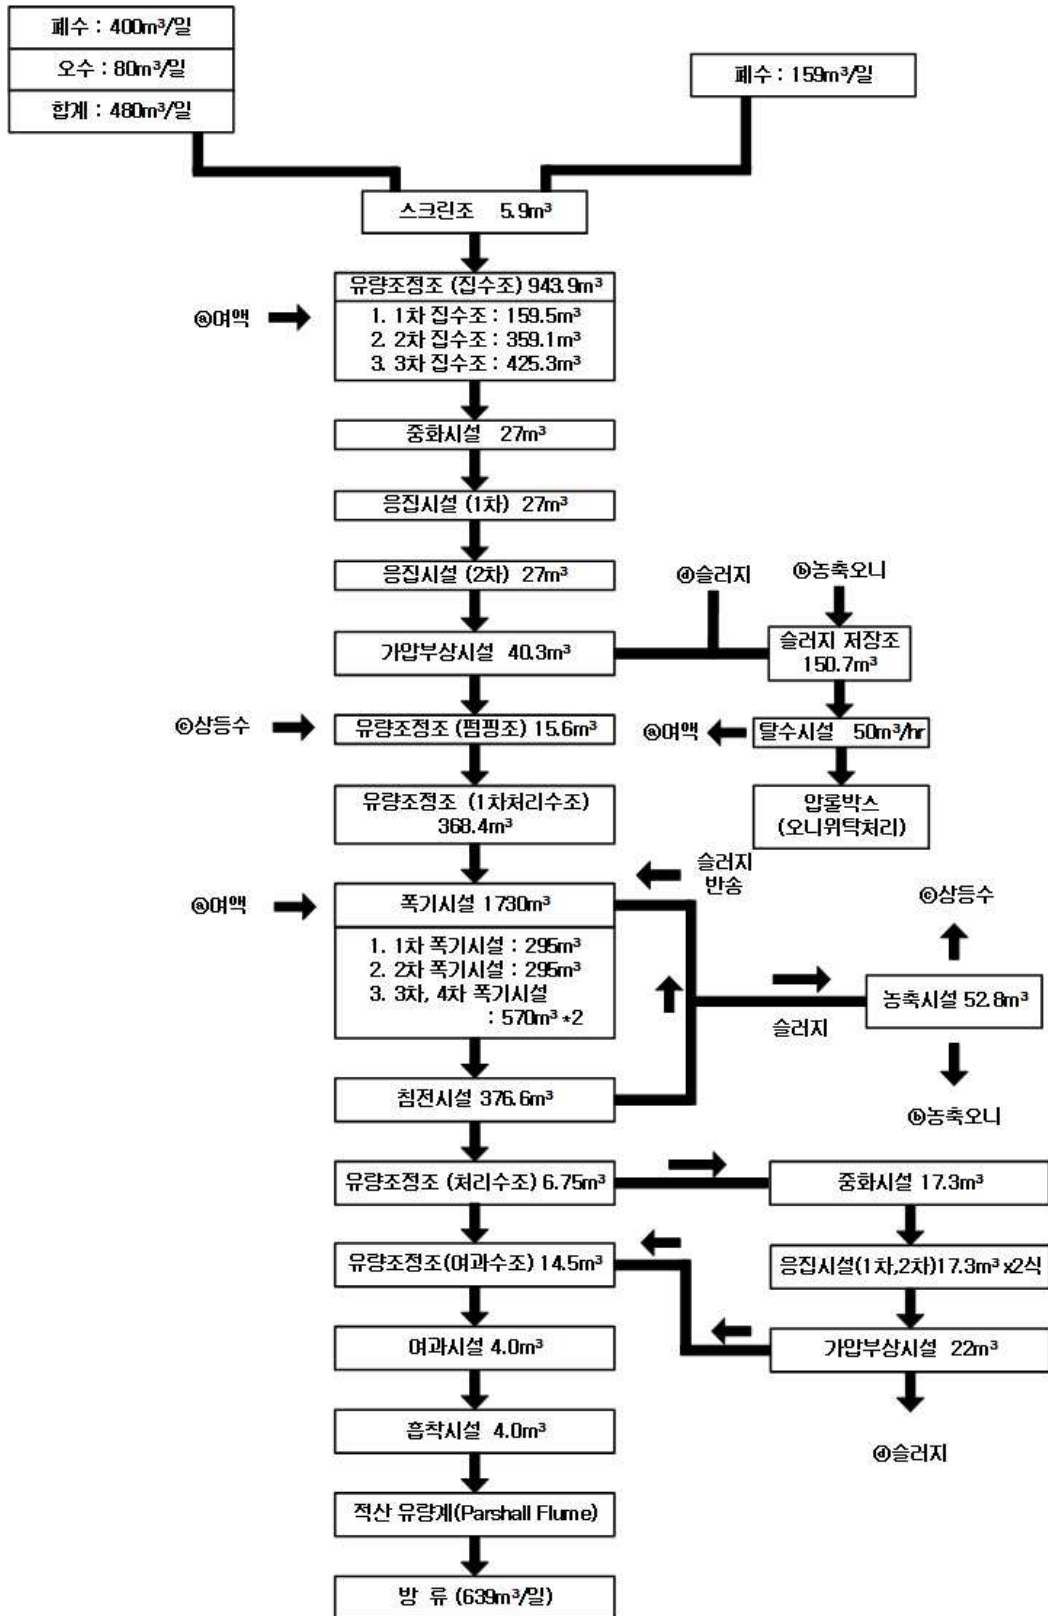 폐수 : 400m³/일
오수 : 80m³/일
합계 : 480m³/일
폐수 : 159m³/일
스크린조 5.9m³
유량조정조 (집수조) 943.9m³
ⓐ여액
1. 1차 집수조 : 159.5m³
2. 2차 집수조 : 359.1m³
3. 3차 집수조 : 425.3m³
중화시설 27m³
응집시설 (1차) 27m³
응집시설 (2차) 27m³
ⓓ슬러지
ⓑ농축오니
가압부상시설 40.3m³
슬러지 저장조
150.7m³
ⓒ상등수
유량조정조 (펌핑조) 15.6m³
ⓐ여액
탈수시설 50m³/hr
유량조정조 (1차처리수조)
368.4m³
압롤박스
(오니위탁처리)
슬러지
반송
ⓐ여액
폭기시설 1730m³
ⓒ상등수
1. 1차 폭기시설 : 295m³
2. 2차 폭기시설 : 295m³
3. 3차, 4차 폭기시설
: 570m³ *2
농축시설 52.8m³
슬러지
침전시설 376.6m³
ⓑ농축오니
유량조정조 (처리수조) 6.75m³
중화시설 17.3m³
유량조정조(여과수조) 14.5m³
응집시설(1차,2차)17.3m³ x2식
여과시설 4.0m³
가압부상시설 22m³
흡착시설 4.0m³
ⓓ슬러지
적산 유량계(Parshall Flume)
방 류 (639m³/일)